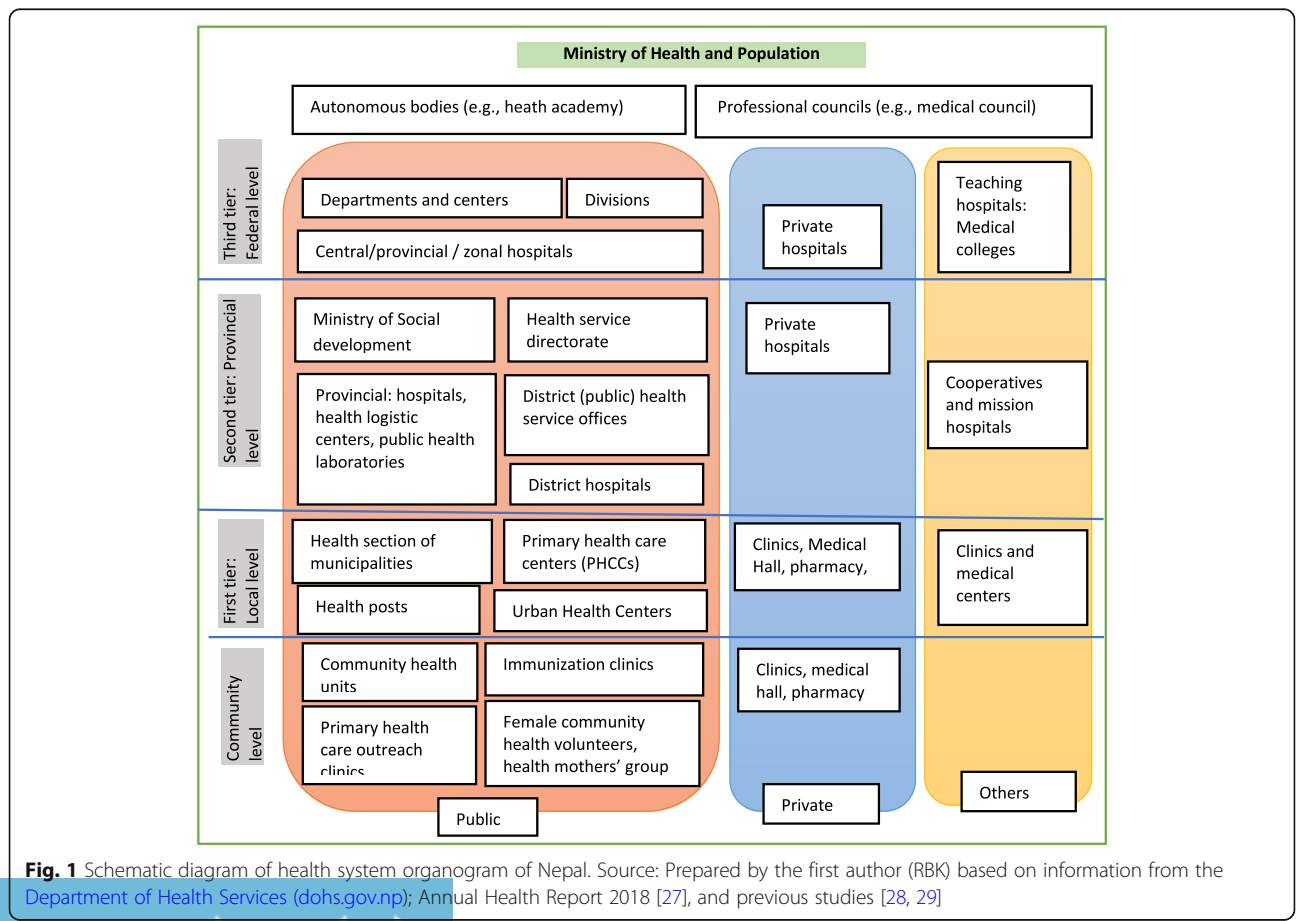 Ministry of Health and Population
Autonomous bodies (e.g., heath academy)
Professional councils (e.g., medical council)
Third tier:
Federal level
Departments and centers
Divisions
Central/provincial / zonal hospitals
Private
hospitals
Teaching
hospitals:
Medical
colleges
Second tier: Provincial
level
Ministry of Social
development
Health service
directorate
Provincial: hospitals,
health logistic
centers, public health
laboratories
District (public) health
service offices
District hospitals
Private
hospitals
Cooperatives
and mission
hospitals
First tier:
Local level
Health section of
municipalities
Primary health care
centers (PHCCs)
Health posts
Urban Health Centers
Clinics, Medical
Hall, pharmacy,
Clinics and
medical
centers
Community
level
Community health
units
Immunization clinics
Primary health
care outreach
clinics
Female community
health volunteers,
health mothers’ group
Clinics, medical
hall, pharmacy
Public
Private
Others
Fig. 1 Schematic diagram of health system organogram of Nepal. Source: Prepared by the first author (RBK) based on information from the
Department of Health Services (dohs.gov.np); Annual Health Report 2018 [27], and previous studies [28, 29]